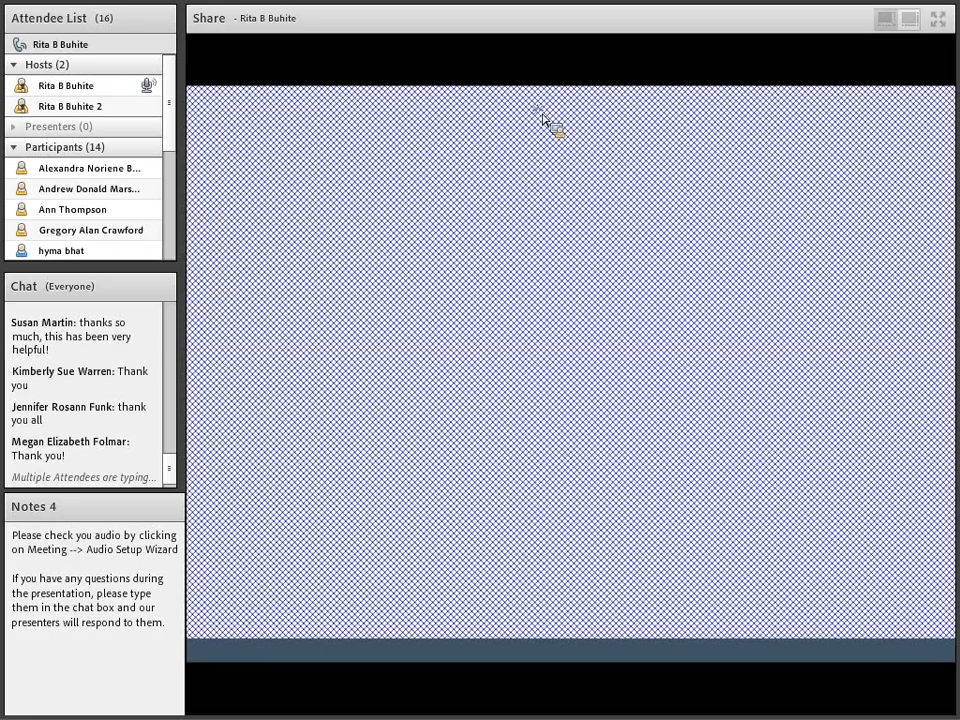 Attendee List (16)
Rita B Buhite
Hosts (2)
Rita B Buhite
Rita B Buhite 2
Presenters (0)
Participants (14)
Alexandra Noriene B...
Andrew Donald Mars...
Ann Thompson
Gregory Alan Crawford
hyma bhat
Chat (Everyone)
Susan Martin: thanks so
much, this has been very
helpful!
Kimberly Sue Warren: Thank
you
Jennifer Rosann Funk: thank
you all
Megan Elizabeth Folmar:
Thank you!
Multiple Attendees are typing...
Notes 4
Please check you audio by clicking
on Meeting --> Audio Setup Wizard
If you have any questions during
the presentation, please type
them in the chat box and our
presenters will respond to them.
Share - Rita B Buhite